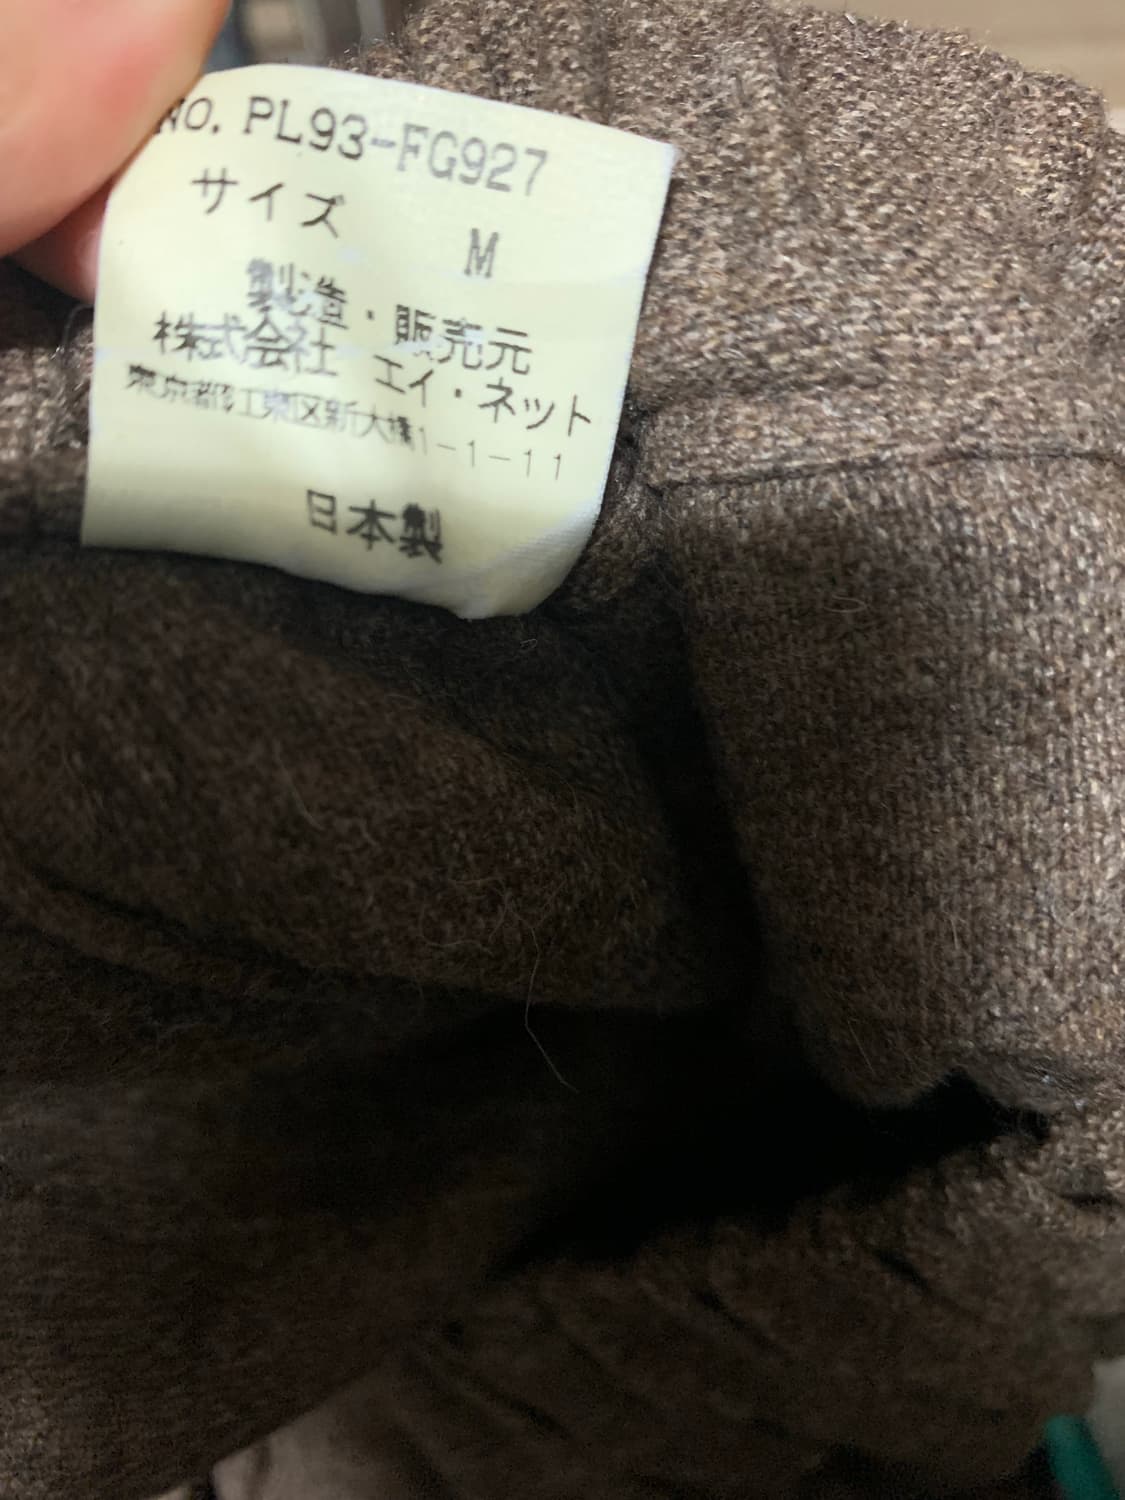 NO. PL93-FG927
サイズ M
製造・販売元
株式会社 エイ・ネット
東京都江東区新大橋1-1-11
日本製